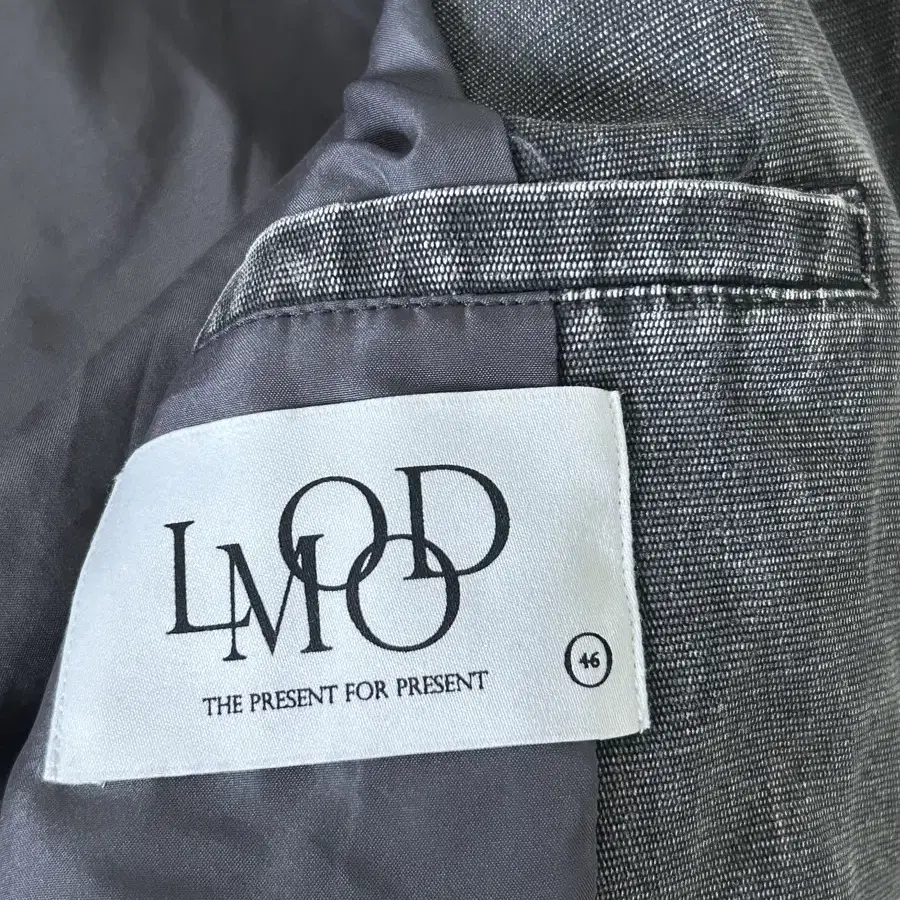 LMOOD
THE PRESENT FOR PRESENT
46